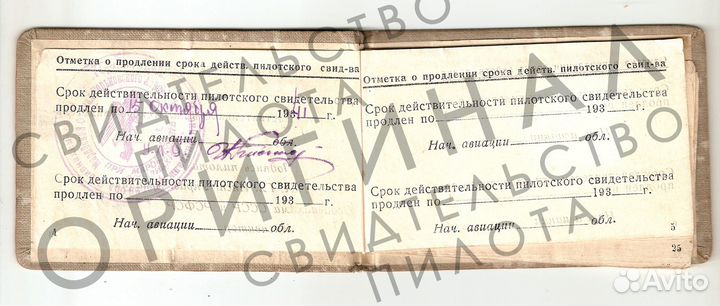 Отметка о продлении срока действ. пилотского свид-ва
Срок действительности пилотского свидетельства
продлен по 15 октября 1941 г.
Нач. авиации обл.
Срок действительности пилотского свидетельства
продлен по 193 г.
Нач. авиации обл.
4
Отметка о продлении срока действ. пилотского свид-ва
Срок действительности пилотского свидетельства
продлен по 193 г.
Нач. авиации обл.
Срок действительности пилотского свидетельства
продлен по 193 г.
Нач. авиации обл.
5
25
СВИДЕТЕЛЬСТВО
ПИЛОТА
ОРИГИНАЛ
СВИДЕТЕЛЬСТВО
ПИЛОТА
Avito